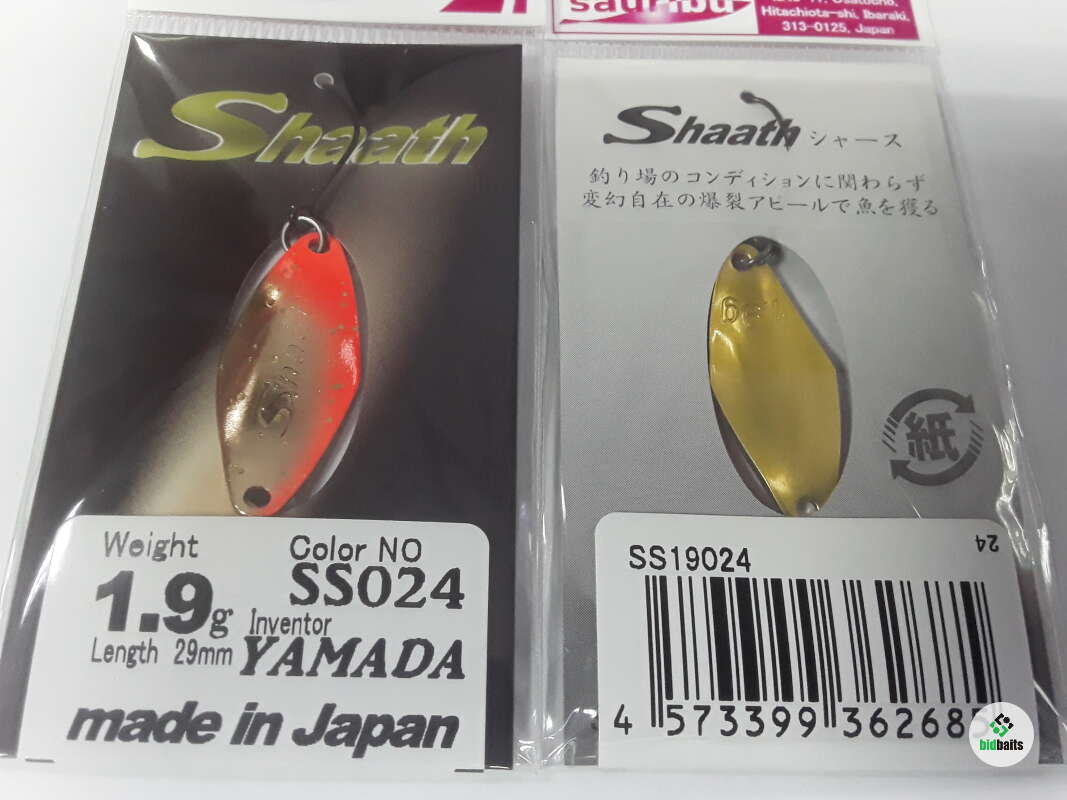 Shaath
Shaath
Weight
1.9g
Length 29mm
Color NO
SS024
Inventor
YAMADA
made in Japan
sauribu
Hitachiota-shi, Ibaraki,
313-0125, Japan
Shaath シャース
釣り場のコンディションに関わらず
変幻自在の爆裂アピールで魚を獲る
1.9g
紙
SS19024
24
4 573399 36268
bidbaits